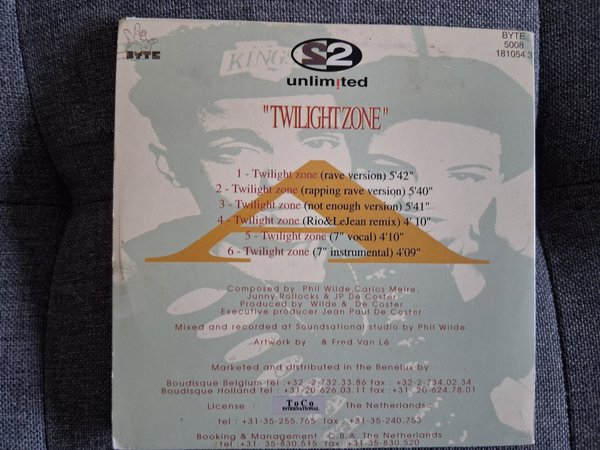 BYTE
BYTE
5008
181054.3
KING
2 2
unlim!ted
"TWILIGHTZONE"
1 - Twilight zone (rave version) 5'42"
2 - Twilight zone (rapping rave version) 5'40"
3 - Twilight zone (not enough version) 5'41"
4 - Twilight zone (Rio&LeJean remix) 4' 10"
5 - Twilight zone (7" vocal) 4'10"
6 - Twilight zone (7" instrumental) 4'09"
Composed by Phil Wilde,Carlos Meire,
Junny Rollocks & JP De Coster
Produced by Wilde & De Coster
Executive producer Jean Paul De Coster
Mixed and recorded at Soundsational studio by Phil Wilde
Artwork by & Fred Van Lé
Marketed and distributed in the Benelux by
Boudisque Belgium tel :+32 -2-732.33.86 fax : +32-2-734.02.34
Boudisque Holland tel : +31-20-626.03.11 fax : +31-20-624.78.01
License : ToCo INTERNATIONAL The Netherlands
tel : +31-35-255.765 fax : +31-35-240.753
Booking & Management : C.B.A. The Netherlands
tel : +31- 35-830.515 fax : +31-35-830.520